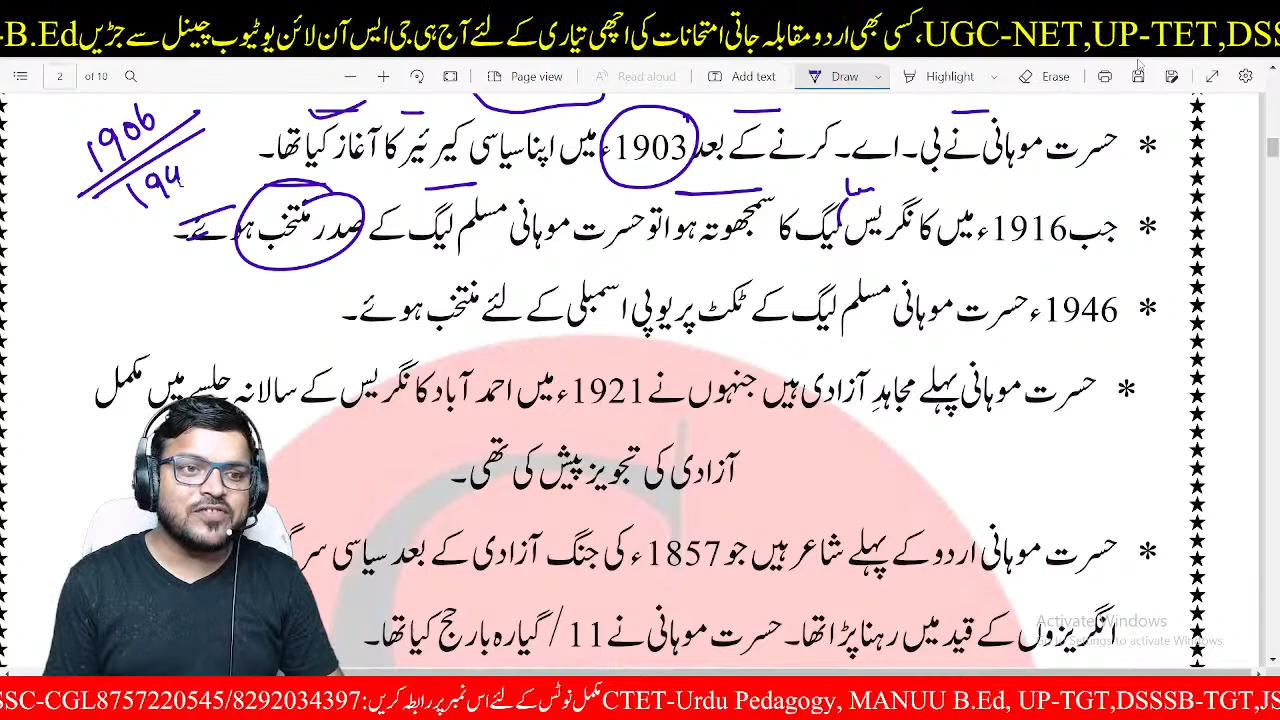 UGC-NET,UP-TET,DSS، کسی بھی اردو مقابلہ جاتی امتحانات کی اچھی تیاری کے لئے آج ہی جی ایس آن لائن یوٹیوب چینل سے جڑیں B.Ed-
2 of 10 Page view Read aloud Add text Draw Highlight Erase
* حسرت موہانی نے بی۔اے۔ کرنے کے بعد 1903ء میں اپنا سیاسی کیرئیر کا آغاز کیا تھا۔
1906
194
* جب 1916ء میں کانگریس لیگ کا سمجھوتہ ہوا تو حسرت موہانی مسلم لیگ کے صدر منتخب ہوئے۔
* 1946ء حسرت موہانی مسلم لیگ کے ٹکٹ پر یوپی اسمبلی کے لئے منتخب ہوئے۔
* حسرت موہانی پہلے مجاہدِ آزادی ہیں جنہوں نے 1921ء میں احمد آباد کانگریس کے سالانہ جلسے میں مکمل
آزادی کی تجویز پیش کی تھی۔
* حسرت موہانی اردو کے پہلے شاعر ہیں جو 1857ء کی جنگ آزادی کے بعد سیاسی
انگریزوں کے قید میں رہنا پڑا تھا۔ حسرت موہانی نے 11/ گیارہ بار حج کیا تھا۔
Activate Windows
Settings to activate Windows.
SSC-CGL8757220545/8292034397: مکمل نوٹس کے لئے اس نمبر پر رابطہ کریں CTET-Urdu Pedagogy, MANUU B.Ed, UP-TGT,DSSSB-TGT,JS